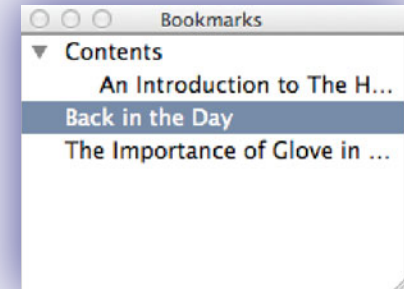 Bookmarks
Contents
An Introduction to The H...
Back in the Day
The Importance of Glove in ...